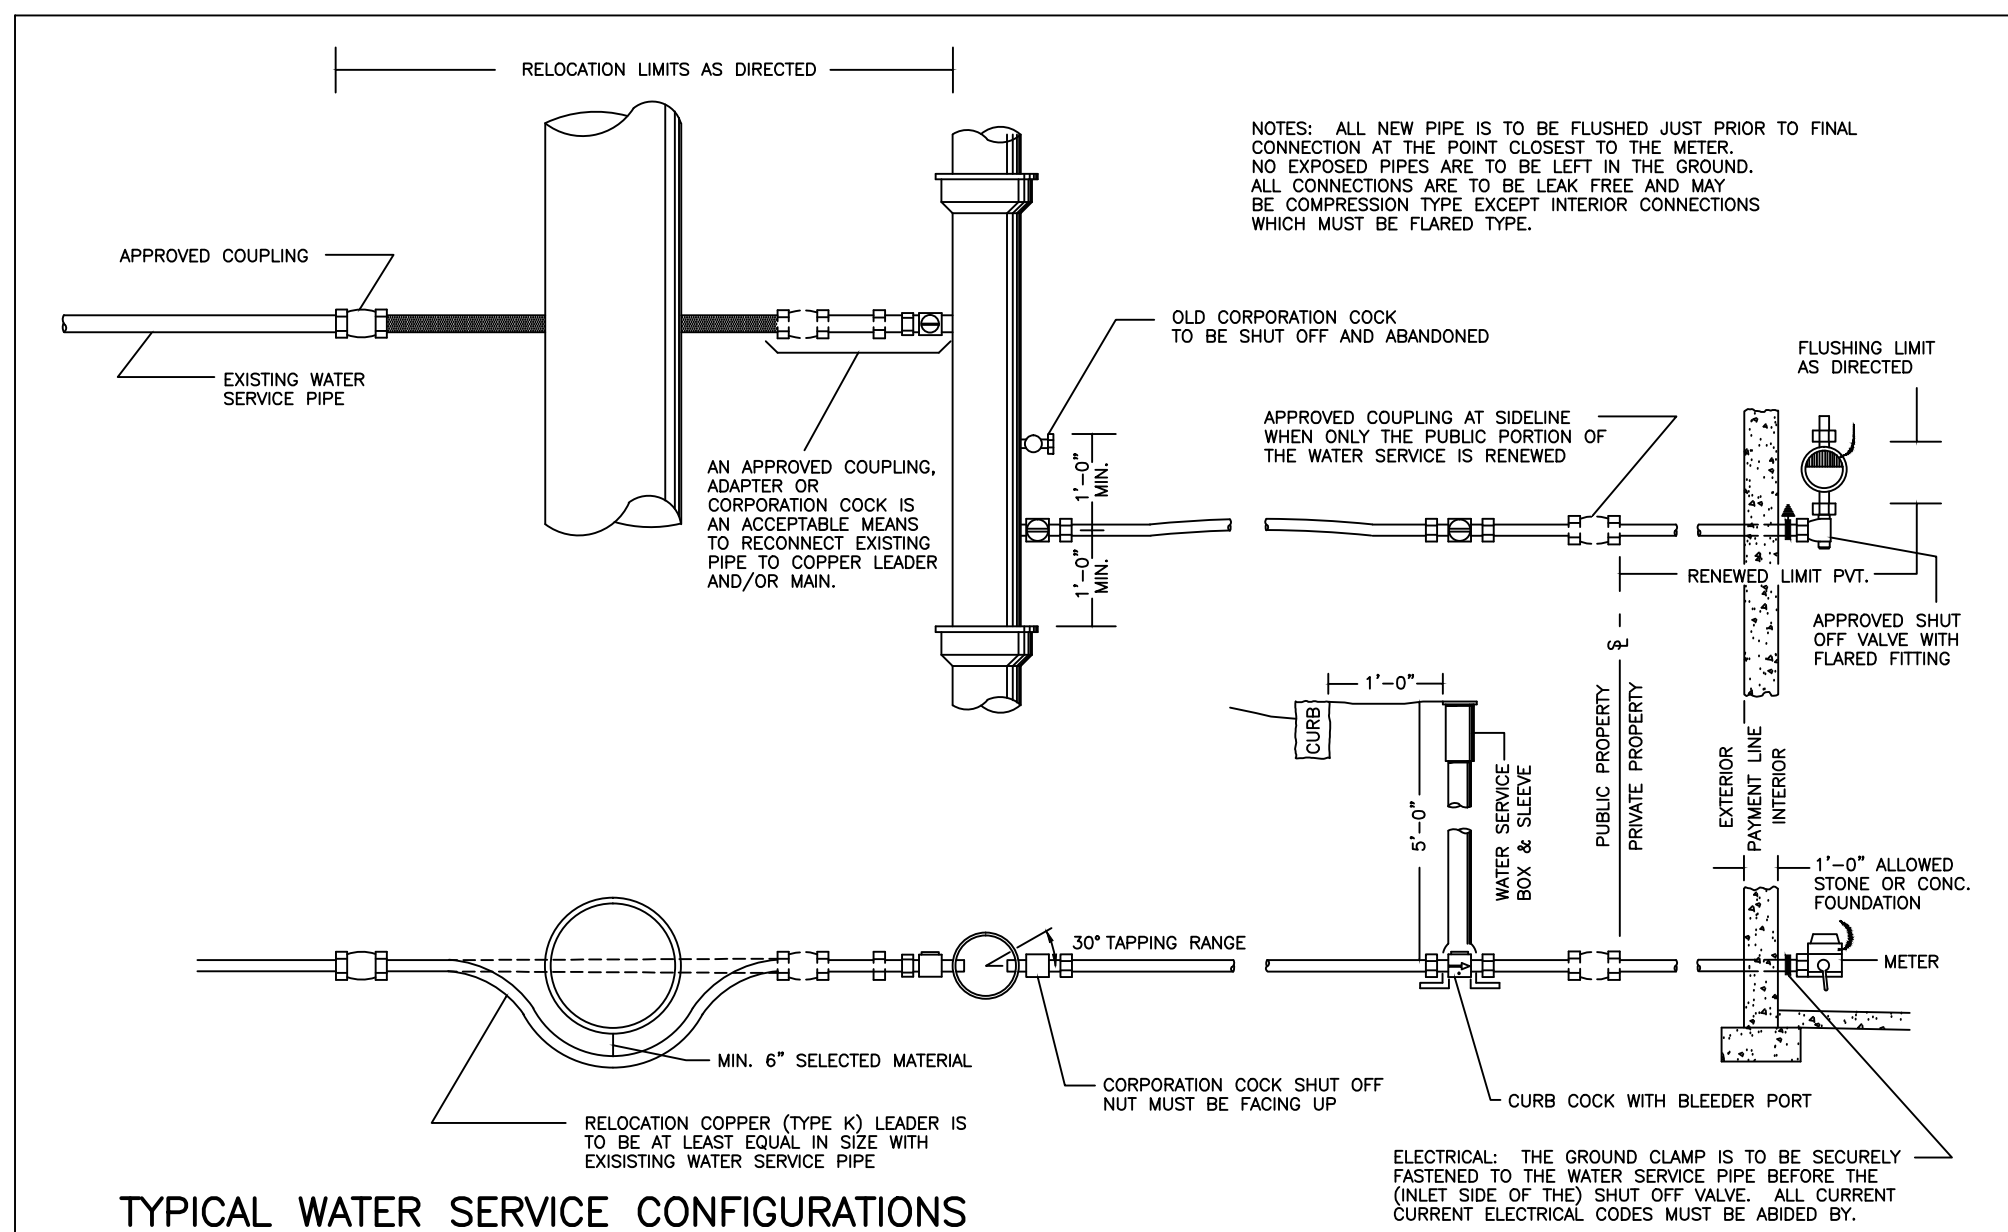 RELOCATION LIMITS AS DIRECTED
NOTES: ALL NEW PIPE IS TO BE FLUSHED JUST PRIOR TO FINAL
CONNECTION AT THE POINT CLOSEST TO THE METER.
NO EXPOSED PIPES ARE TO BE LEFT IN THE GROUND.
ALL CONNECTIONS ARE TO BE LEAK FREE AND MAY
BE COMPRESSION TYPE EXCEPT INTERIOR CONNECTIONS
WHICH MUST BE FLARED TYPE.
APPROVED COUPLING
EXISTING WATER
SERVICE PIPE
OLD CORPORATION COCK
TO BE SHUT OFF AND ABANDONED
FLUSHING LIMIT
AS DIRECTED
APPROVED COUPLING AT SIDELINE
WHEN ONLY THE PUBLIC PORTION OF
THE WATER SERVICE IS RENEWED
AN APPROVED COUPLING,
ADAPTER OR
CORPORATION COCK IS
AN ACCEPTABLE MEANS
TO RECONNECT EXISTING
PIPE TO COPPER LEADER
AND/OR MAIN.
1'-0"
MIN.
1'-0"
MIN.
RENEWED LIMIT PVT.
APPROVED SHUT
OFF VALVE WITH
FLARED FITTING
1'-0"
CURB
5'-0"
WATER SERVICE
BOX & SLEEVE
PUBLIC PROPERTY
PRIVATE PROPERTY
EXTERIOR
PAYMENT LINE
INTERIOR
1'-0" ALLOWED
STONE OR CONC.
FOUNDATION
30° TAPPING RANGE
METER
MIN. 6" SELECTED MATERIAL
CORPORATION COCK SHUT OFF
NUT MUST BE FACING UP
CURB COCK WITH BLEEDER PORT
RELOCATION COPPER (TYPE K) LEADER IS
TO BE AT LEAST EQUAL IN SIZE WITH
EXISISTING WATER SERVICE PIPE
ELECTRICAL: THE GROUND CLAMP IS TO BE SECURELY
FASTENED TO THE WATER SERVICE PIPE BEFORE THE
(INLET SIDE OF THE) SHUT OFF VALVE. ALL CURRENT
CURRENT ELECTRICAL CODES MUST BE ABIDED BY.
TYPICAL WATER SERVICE CONFIGURATIONS